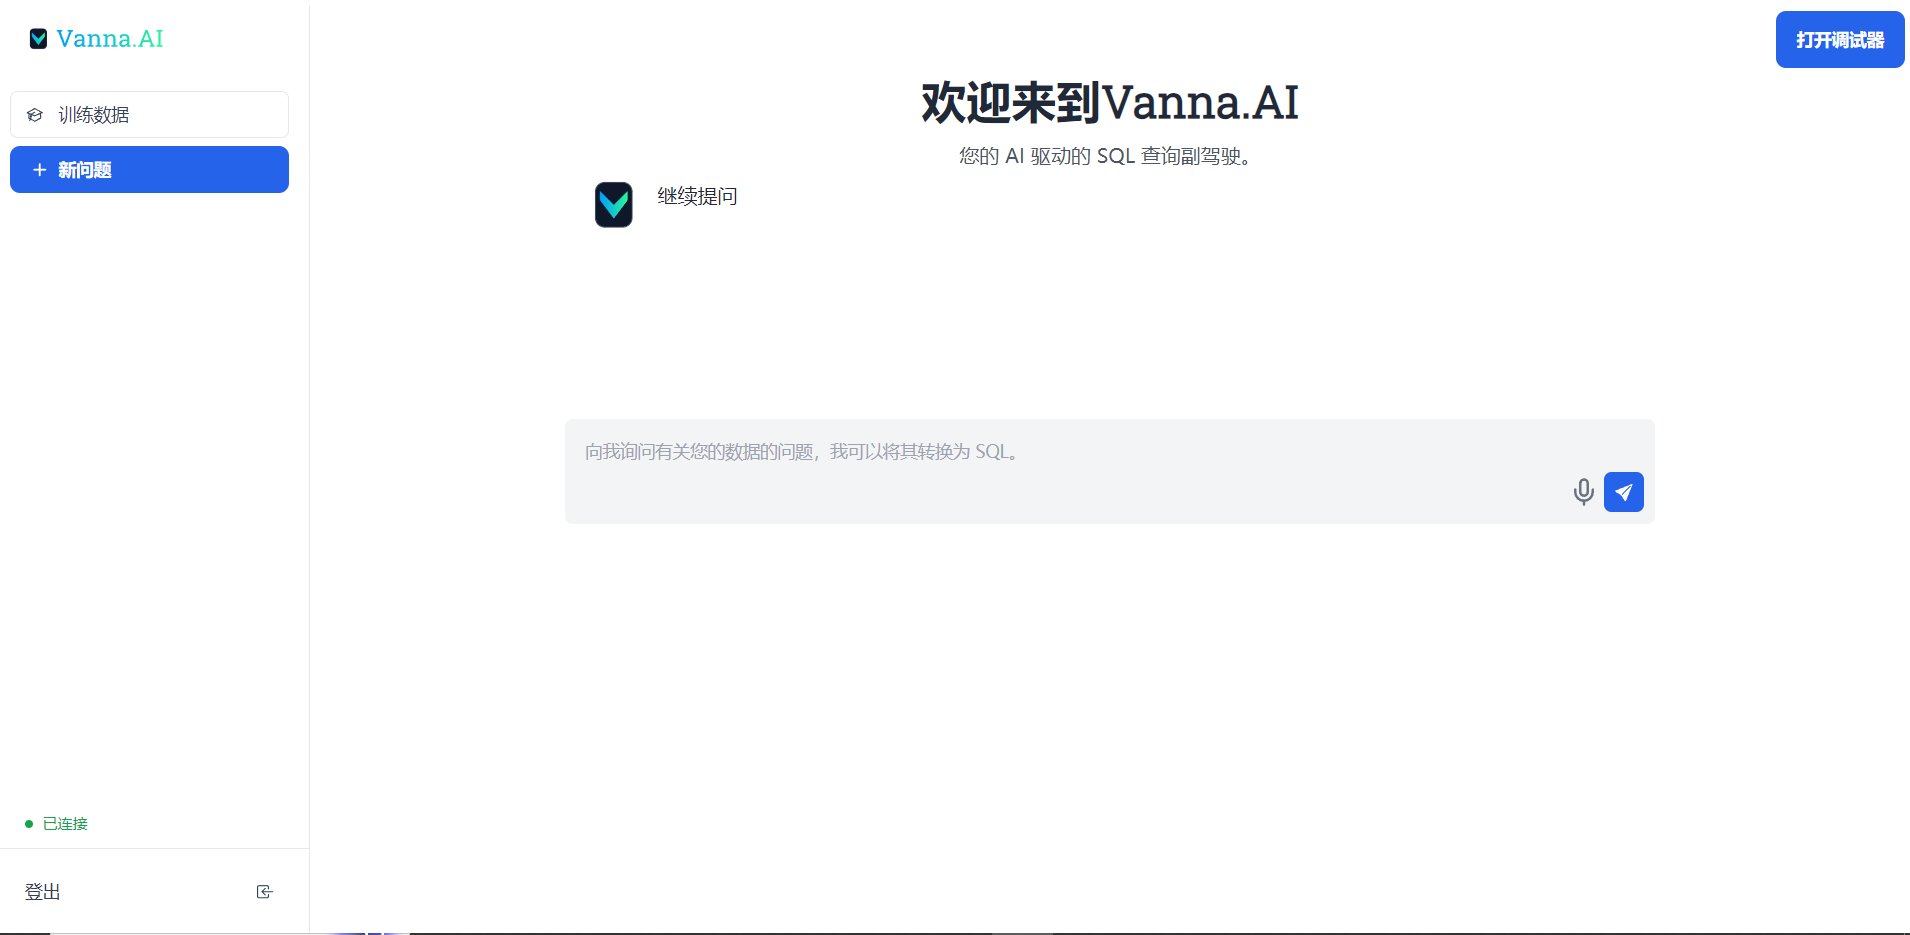 Vanna.AI
训练数据
新问题
已连接
登出
打开调试器
欢迎来到Vanna.AI
您的 AI 驱动的 SQL 查询副驾驶。
继续提问
向我询问有关您的数据的问题，我可以将其转换为 SQL。